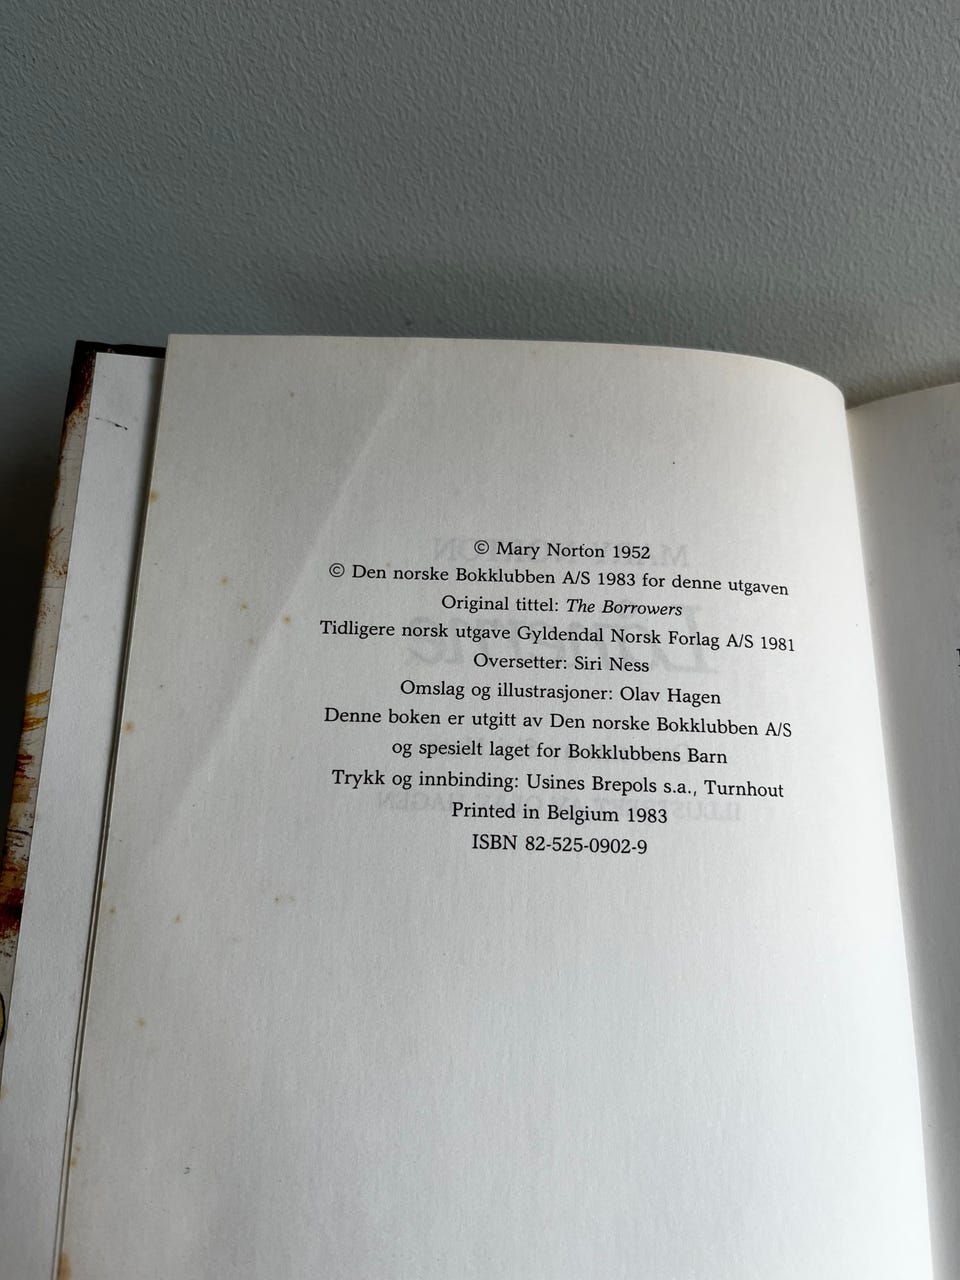 © Mary Norton 1952
© Den norske Bokklubben A/S 1983 for denne utgaven
Original tittel: The Borrowers
Tidligere norsk utgave Gyldendal Norsk Forlag A/S 1981
Oversetter: Siri Ness
Omslag og illustrasjoner: Olav Hagen
Denne boken er utgitt av Den norske Bokklubben A/S
og spesielt laget for Bokklubbens Barn
Trykk og innbinding: Usines Brepols s.a., Turnhout
Printed in Belgium 1983
ISBN 82-525-0902-9